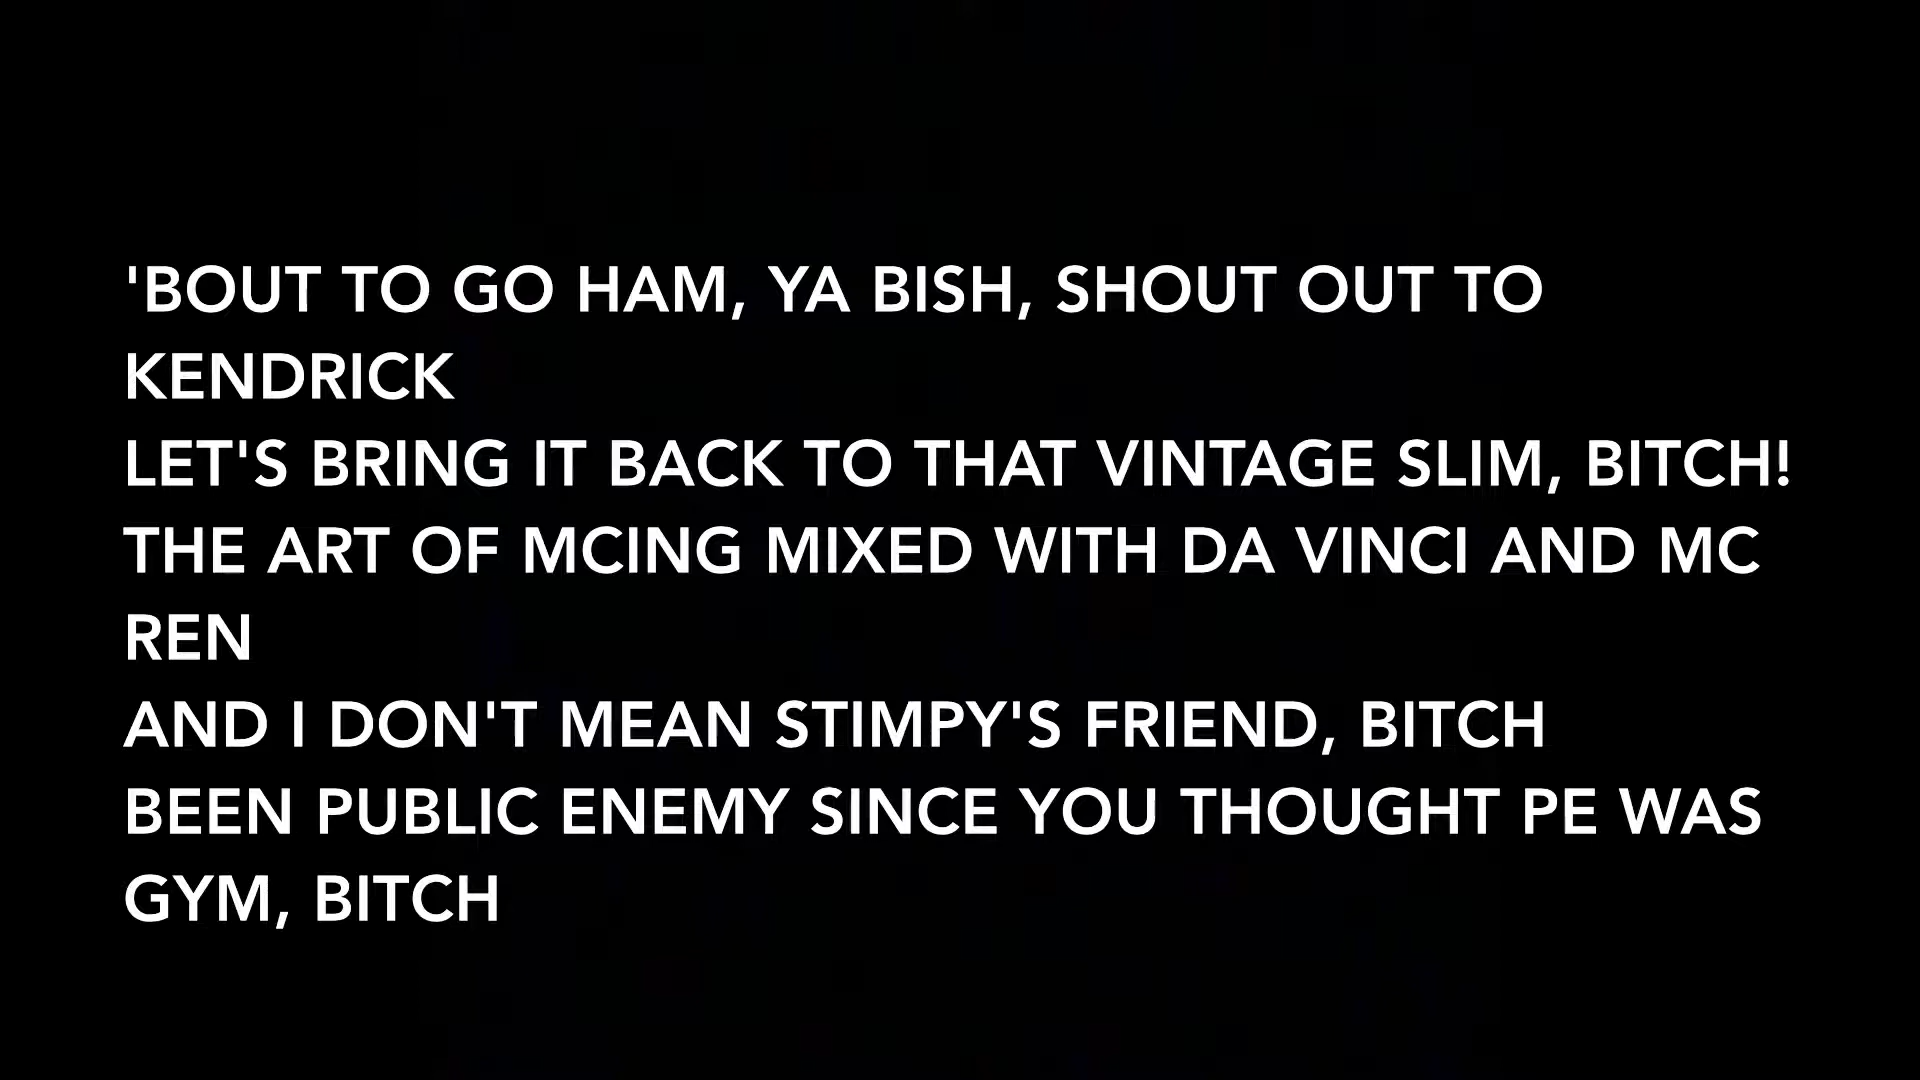 'BOUT TO GO HAM, YA BISH, SHOUT OUT TO
KENDRICK
LET'S BRING IT BACK TO THAT VINTAGE SLIM, BITCH!
THE ART OF MCING MIXED WITH DA VINCI AND MC
REN
AND I DON'T MEAN STIMPY'S FRIEND, BITCH
BEEN PUBLIC ENEMY SINCE YOU THOUGHT PE WAS
GYM, BITCH